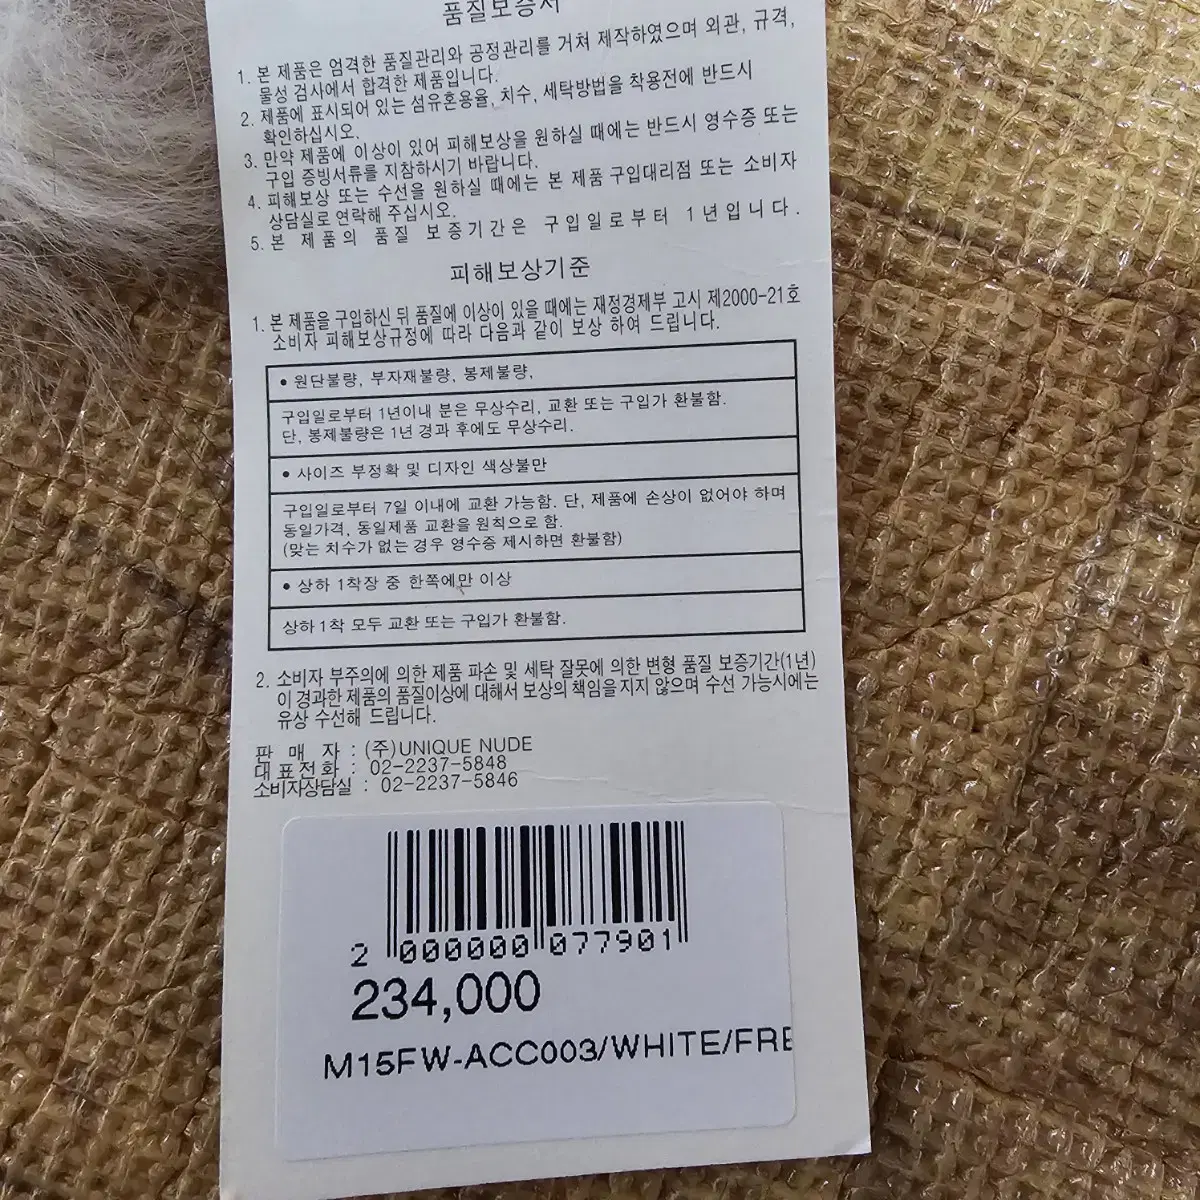 품질보증서
1. 본 제품은 엄격한 품질관리와 공정관리를 거쳐 제작하였으며 외관, 규격,
물성 검사에서 합격한 제품입니다.
2. 제품에 표시되어 있는 섬유혼용율, 치수, 세탁방법을 착용전에 반드시
확인하십시오.
3. 만약 제품에 이상이 있어 피해보상을 원하실 때에는 반드시 영수증 또는
구입 증빙서류를 지참하시기 바랍니다.
4. 피해보상 또는 수선을 원하실 때에는 본 제품 구입대리점 또는 소비자
상담실로 연락해 주십시오.
5. 본 제품의 품질 보증기간은 구입일로부터 1년입니다.
피해보상기준
1. 본 제품을 구입하신 뒤 품질에 이상이 있을 때에는 재정경제부 고시 제2000-21호
소비자 피해보상규정에 따라 다음과 같이 보상 하여 드립니다.
• 원단불량, 부자재불량, 봉제불량,
구입일로부터 1년이내 분은 무상수리, 교환 또는 구입가 환불함.
단, 봉제불량은 1년 경과 후에도 무상수리.
• 사이즈 부정확 및 디자인 색상불만
구입일로부터 7일 이내에 교환 가능함. 단, 제품에 손상이 없어야 하며
동일가격, 동일제품 교환을 원칙으로 함.
(맞는 치수가 없는 경우 영수증 제시하면 환불함)
• 상하 1착장 중 한쪽에만 이상
상하1착 모두 교환 또는 구입가 환불함.
2. 소비자 부주의에 의한 제품 파손 및 세탁 잘못에 의한 변형 품질 보증기간(1년)
이 경과한 제품의 품질이상에 대해서 보상의 책임을지지 않으며 수선 가능시에는
유상 수선해 드립니다.
판 매 자 : (주)UNIQUE NUDE
대표전화 : 02-2237-5848
소비자상담실 : 02-2237-5846
2 000000 077901
234,000
M15FW-ACC003/WHITE/FRE